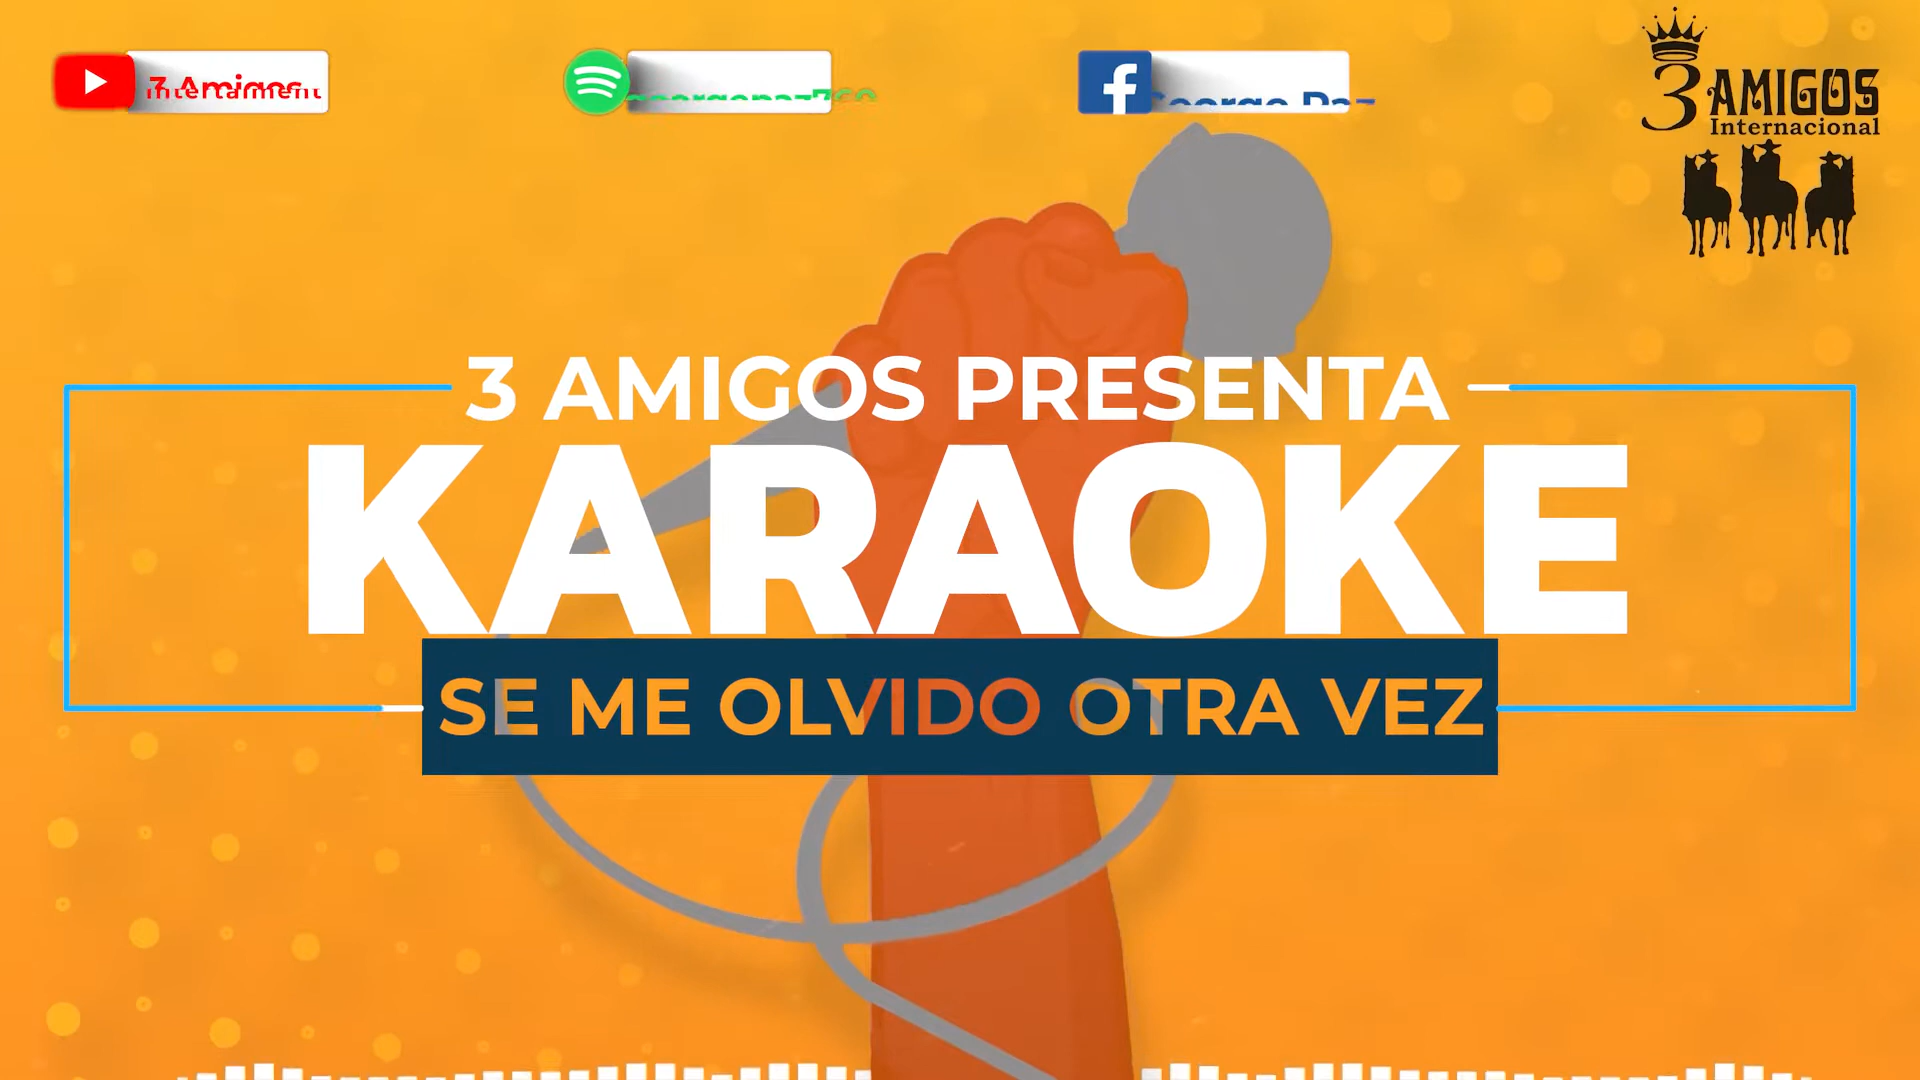 3 AMIGOS
Internacional
3 AMIGOS PRESENTA
KARAOKE
SE ME OLVIDO OTRA VEZ